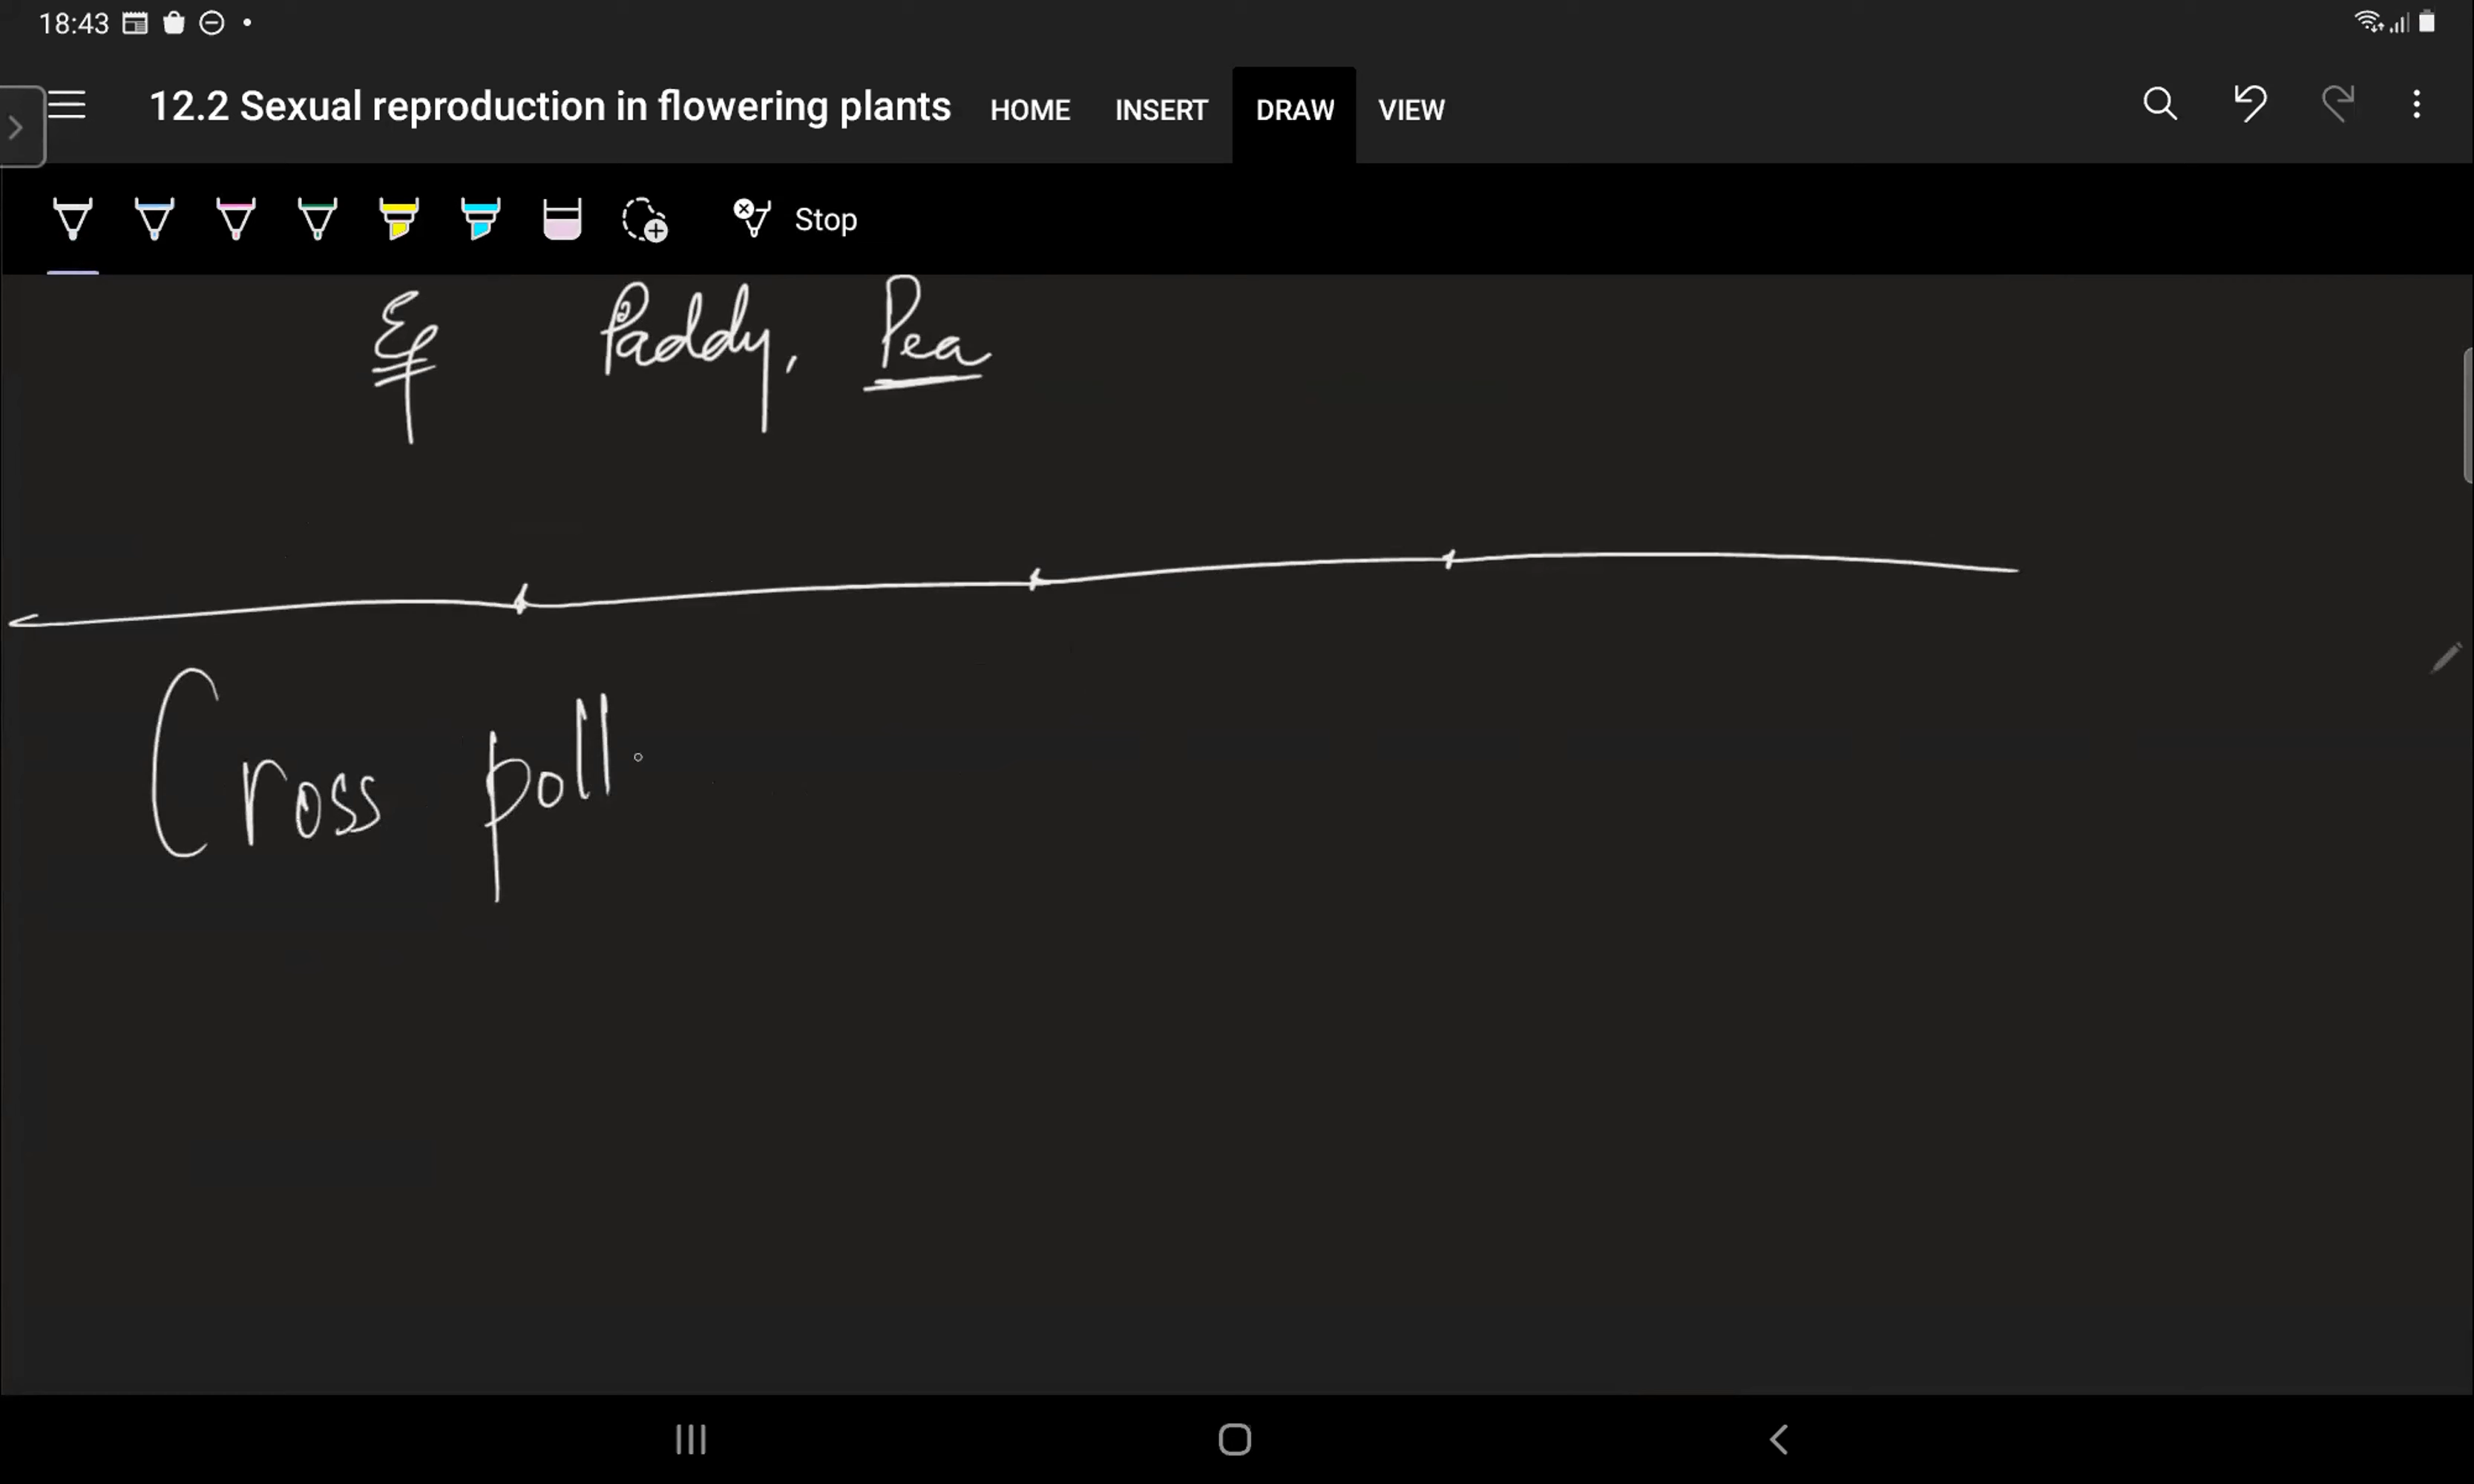 18:43
12.2 Sexual reproduction in flowering plants HOME INSERT DRAW VIEW
Stop
Eg Paddy, Pea
Cross poll